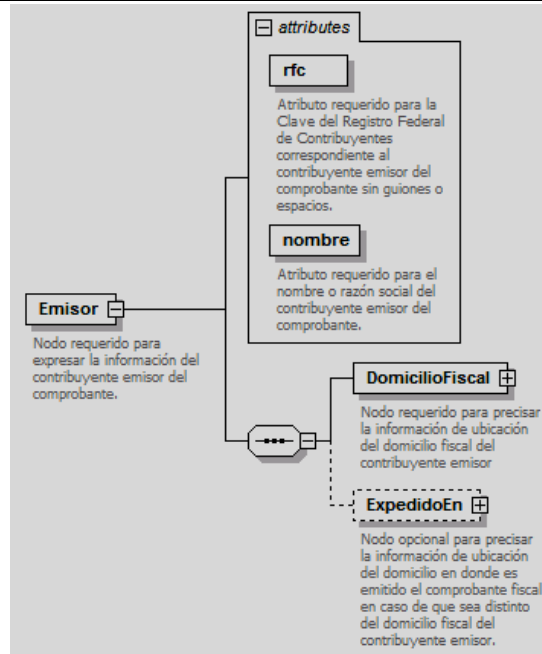 attributes
rfc
Atributo requerido para la
Clave del Registro Federal
de Contribuyentes
correspondiente al
contribuyente emisor del
comprobante sin guiones o
espacios.
nombre
Atributo requerido para el
nombre o razón social del
contribuyente emisor del
comprobante.
Emisor
Nodo requerido para
expresar la información del
contribuyente emisor del
comprobante.
DomicilioFiscal
Nodo requerido para precisar
la información de ubicación
del domicilio fiscal del
contribuyente emisor
ExpedidoEn
Nodo opcional para precisar
la información de ubicación
del domicilio en donde es
emitido el comprobante fiscal
en caso de que sea distinto
del domicilio fiscal del
contribuyente emisor.